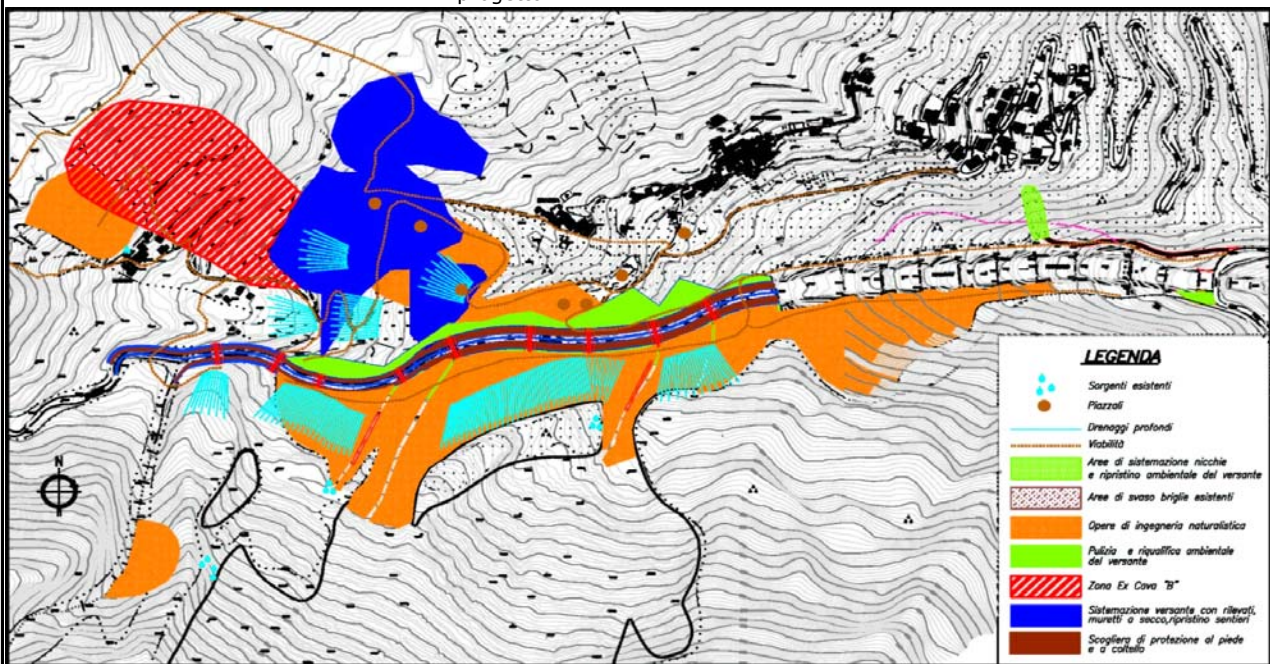 N
LEGENDA
Sorgenti esistenti
Piazzali
Drenaggi profondi
Viabilità
Aree di sistemazione nicchie
e ripristino ambientale del versante
Aree di svaso briglie esistenti
Opere di ingegneria naturalistica
Pulizia e riqualifica ambientale
del versante
Zona Ex Cava "B"
Sistemazione versante con rilevati,
muretti a secco,ripristino sentieri
Scogliera di protezione al piede
e a coltello